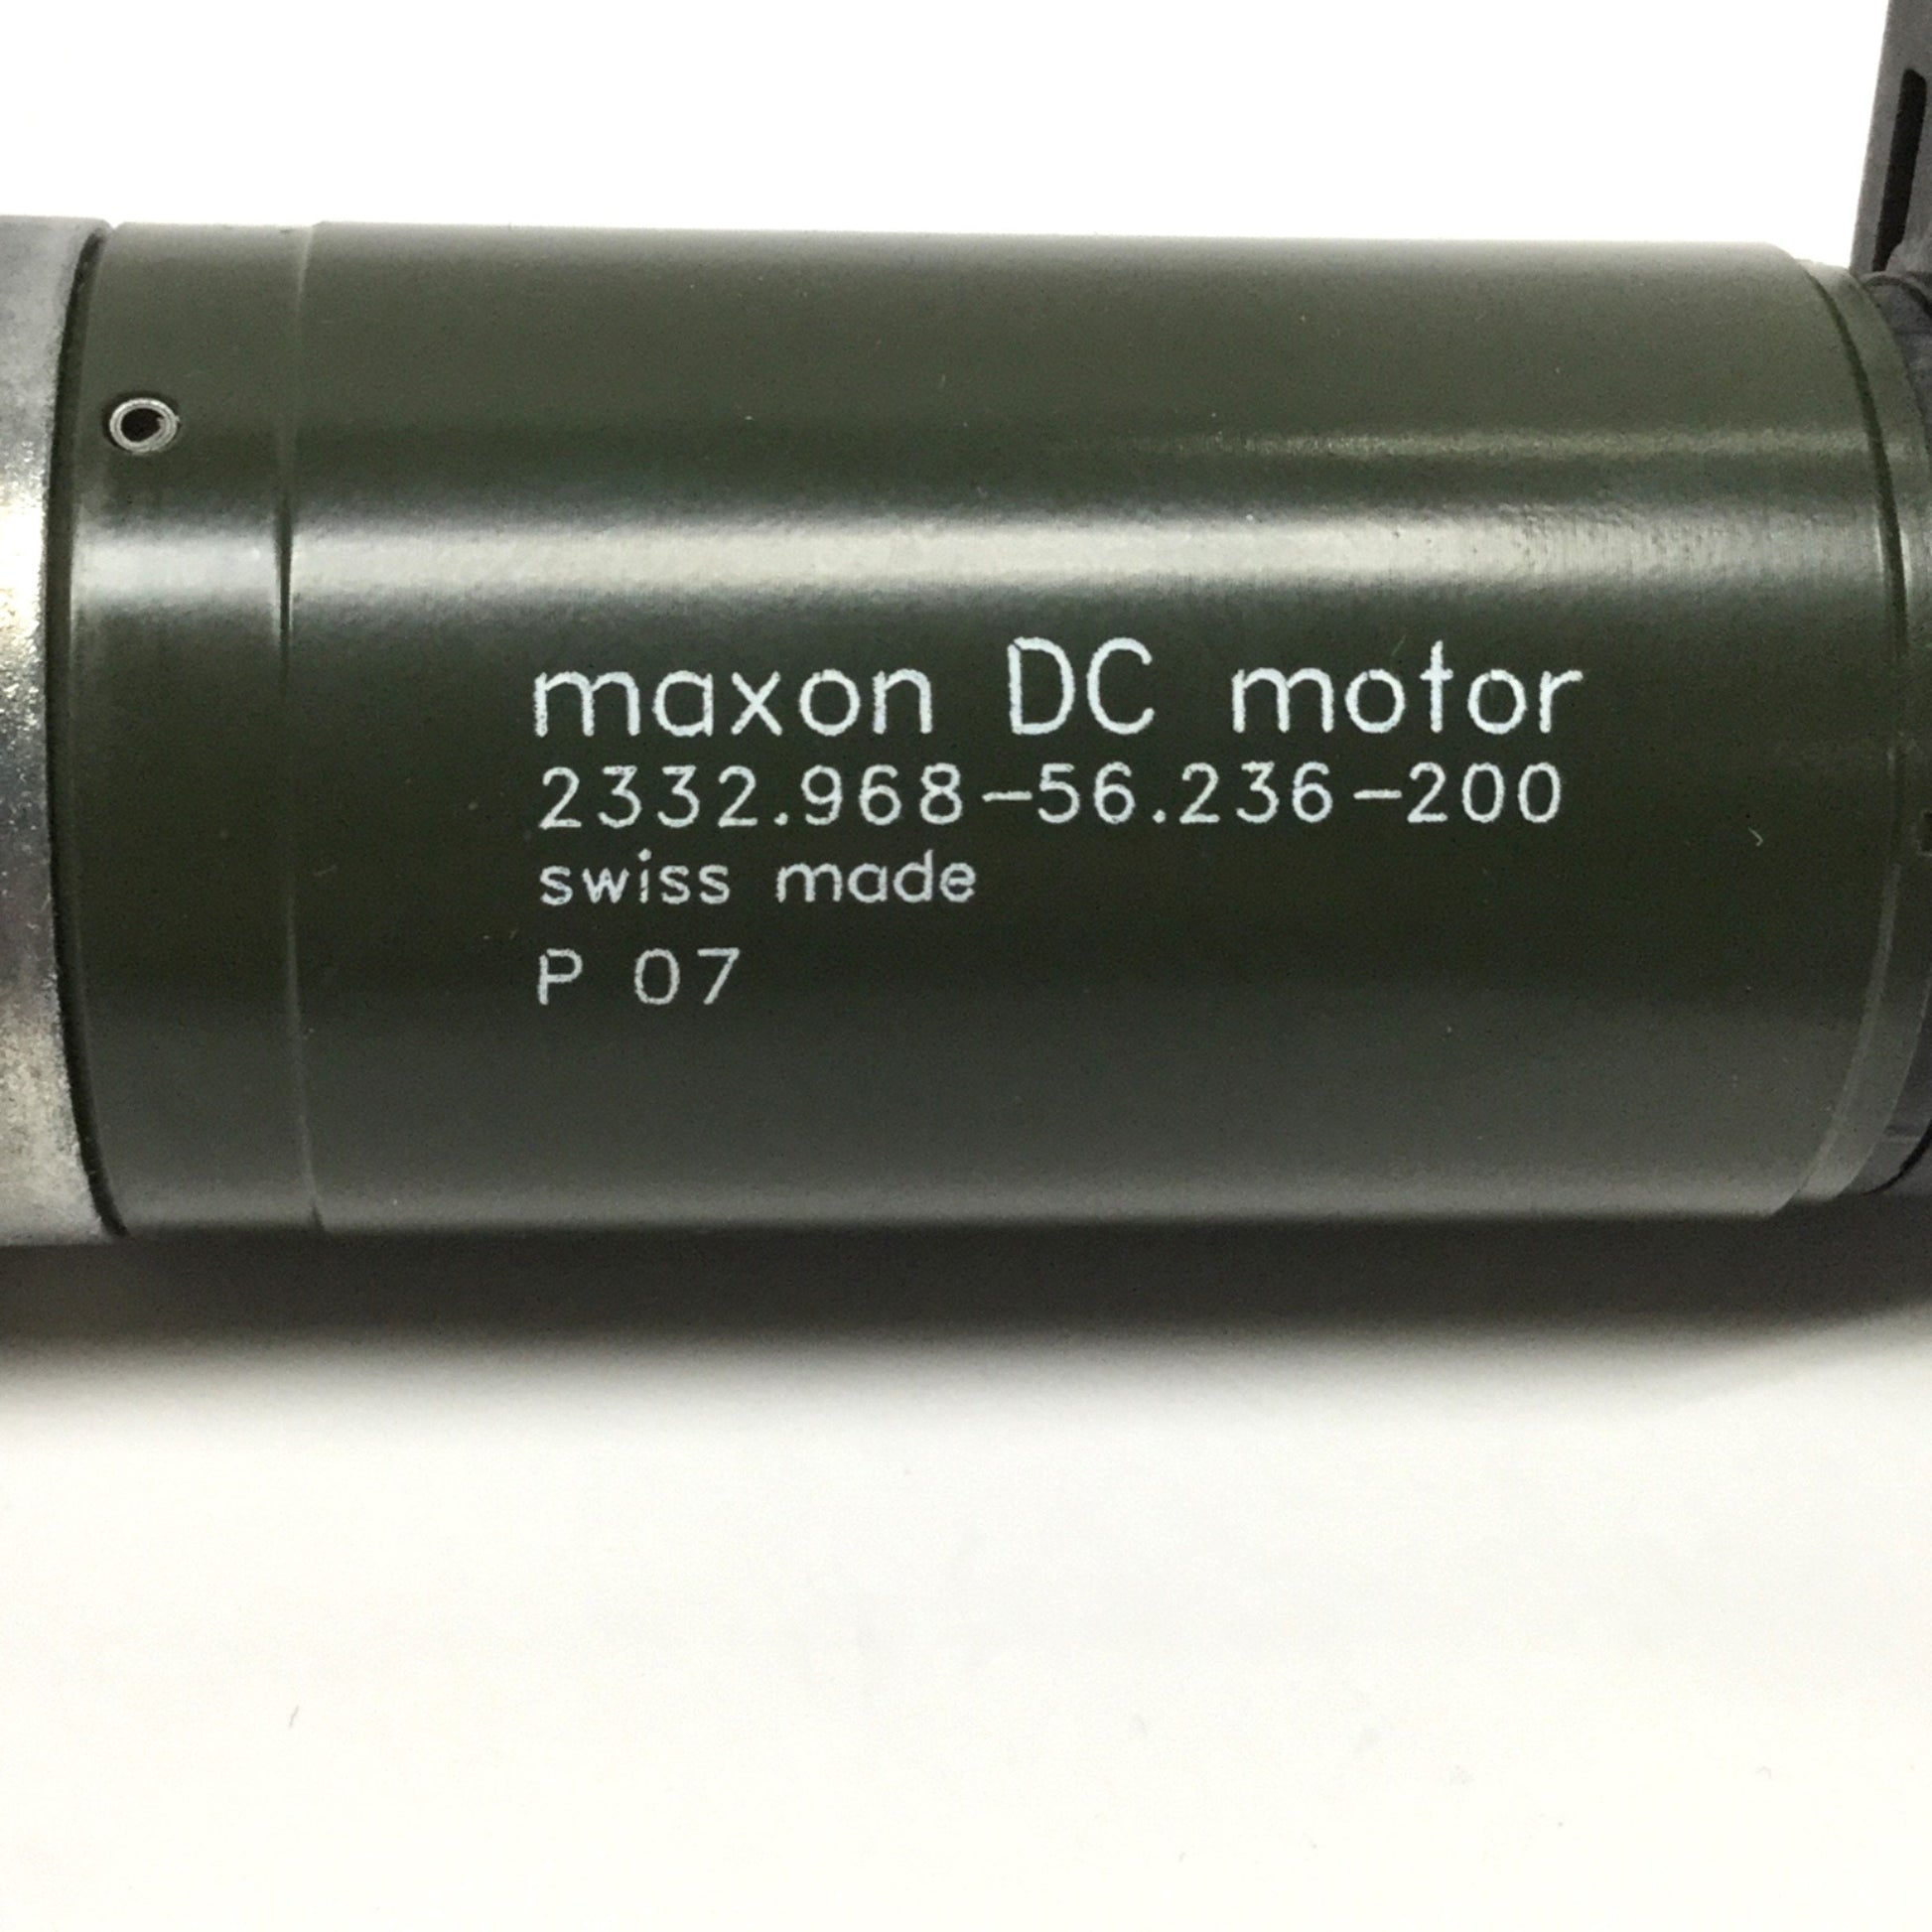 maxon DC motor
2332.968-56.236-200
swiss made
P 07